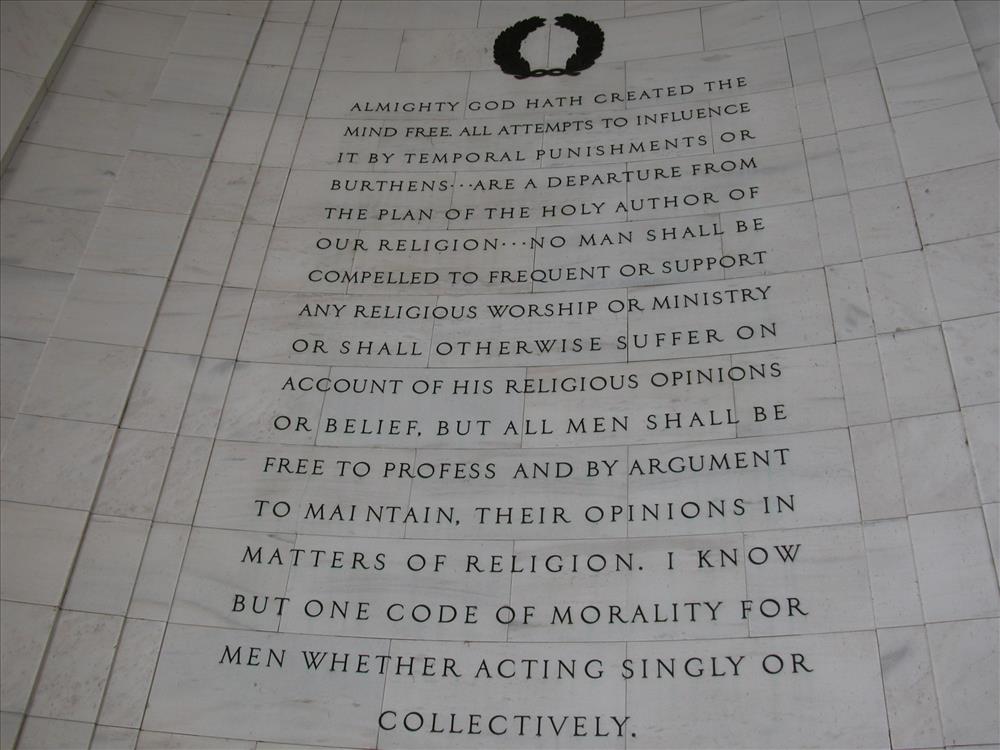 ALMIGHTY GOD HATH CREATED THE
MIND FREE. ALL ATTEMPTS TO INFLUENCE
IT BY TEMPORAL PUNISHMENTS OR
BURTHENS···ARE A DEPARTURE FROM
THE PLAN OF THE HOLY AUTHOR OF
OUR RELIGION···NO MAN SHALL BE
COMPELLED TO FREQUENT OR SUPPORT
ANY RELIGIOUS WORSHIP OR MINISTRY
OR SHALL OTHERWISE SUFFER ON
ACCOUNT OF HIS RELIGIOUS OPINIONS
OR BELIEF, BUT ALL MEN SHALL BE
FREE TO PROFESS AND BY ARGUMENT
TO MAINTAIN, THEIR OPINIONS IN
MATTERS OF RELIGION. I KNOW
BUT ONE CODE OF MORALITY FOR
MEN WHETHER ACTING SINGLY OR
COLLECTIVELY.